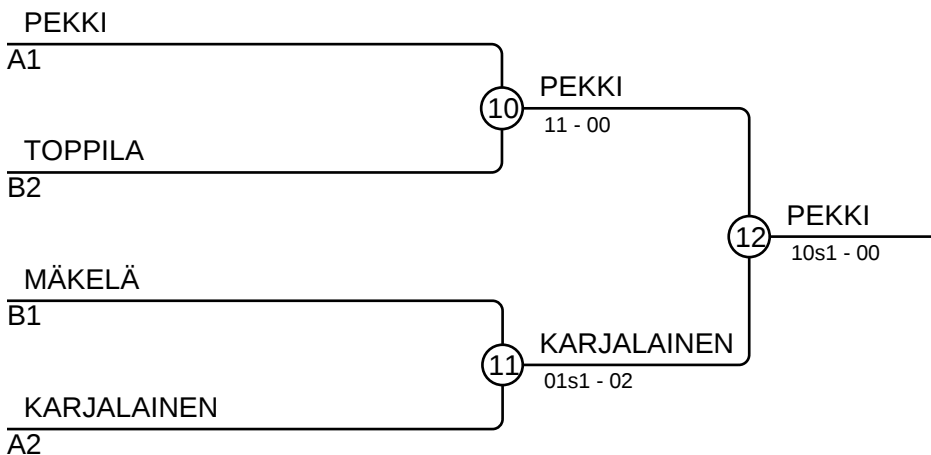 PEKKI
A1
10
PEKKI
11 - 00
TOPPILA
B2
12
PEKKI
10s1 - 00
MÄKELÄ
B1
11
KARJALAINEN
01s1 - 02
KARJALAINEN
A2